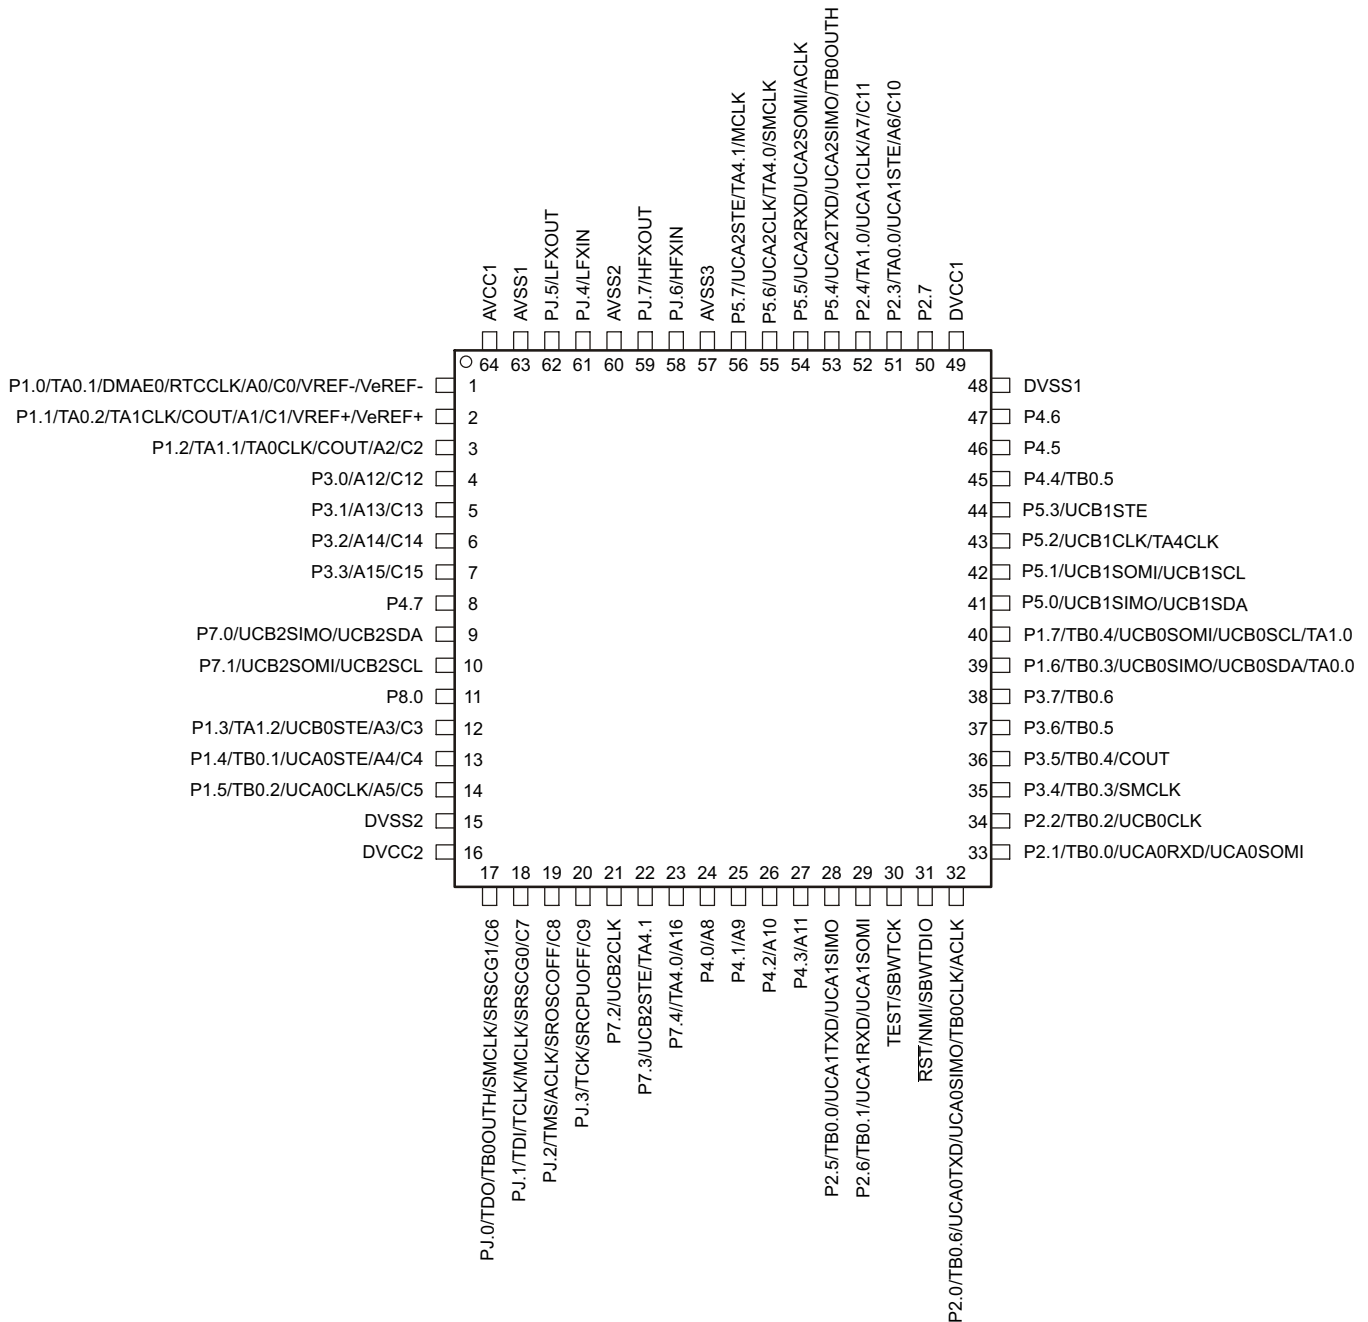 AVCC1
AVSS1
PJ.5/LFXOUT
PJ.4/LFXIN
AVSS2
PJ.7/HFXOUT
PJ.6/HFXIN
AVSS3
P5.7/UCA2STE/TA4.1/MCLK
P5.6/UCA2CLK/TA4.0/SMCLK
P5.5/UCA2RXD/UCA2SOMI/ACLK
P5.4/UCA2TXD/UCA2SIMO/TB0OUTH
P2.4/TA1.0/UCA1CLK/A7/C11
P2.3/TA0.0/UCA1STE/A6/C10
P2.7
DVCC1
64 63 62 61 60 59 58 57 56 55 54 53 52 51 50 49
P1.0/TA0.1/DMAE0/RTCCLK/A0/C0/VREF-/VeREF- 1
P1.1/TA0.2/TA1CLK/COUT/A1/C1/VREF+/VeREF+ 2
P1.2/TA1.1/TA0CLK/COUT/A2/C2 3
P3.0/A12/C12 4
P3.1/A13/C13 5
P3.2/A14/C14 6
P3.3/A15/C15 7
P4.7 8
P7.0/UCB2SIMO/UCB2SDA 9
P7.1/UCB2SOMI/UCB2SCL 10
P8.0 11
P1.3/TA1.2/UCB0STE/A3/C3 12
P1.4/TB0.1/UCA0STE/A4/C4 13
P1.5/TB0.2/UCA0CLK/A5/C5 14
DVSS2 15
DVCC2 16
48 DVSS1
47 P4.6
46 P4.5
45 P4.4/TB0.5
44 P5.3/UCB1STE
43 P5.2/UCB1CLK/TA4CLK
42 P5.1/UCB1SOMI/UCB1SCL
41 P5.0/UCB1SIMO/UCB1SDA
40 P1.7/TB0.4/UCB0SOMI/UCB0SCL/TA1.0
39 P1.6/TB0.3/UCB0SIMO/UCB0SDA/TA0.0
38 P3.7/TB0.6
37 P3.6/TB0.5
36 P3.5/TB0.4/COUT
35 P3.4/TB0.3/SMCLK
34 P2.2/TB0.2/UCB0CLK
33 P2.1/TB0.0/UCA0RXD/UCA0SOMI
17 18 19 20 21 22 23 24 25 26 27 28 29 30 31 32
PJ.0/TDO/TB0OUTH/SMCLK/SRSCG1/C6
PJ.1/TDI/TCLK/MCLK/SRSCG0/C7
PJ.2/TMS/ACLK/SROSCOFF/C8
PJ.3/TCK/SRCPUOFF/C9
P7.2/UCB2CLK
P7.3/UCB2STE/TA4.1
P7.4//TA4.0/A16
P4.0/A8
P4.1/A9
P4.2/A10
P4.3/A11
P2.5/TB0.0/UCA1TXD/UCA1SIMO
P2.6/TB0.1/UCA1RXD/UCA1SOMI
TEST/SBWTCK
RST/NMI/SBWTDIO
P2.0/TB0.6/UCA0TXD/UCA0SIMO/TB0CLK/ACLK